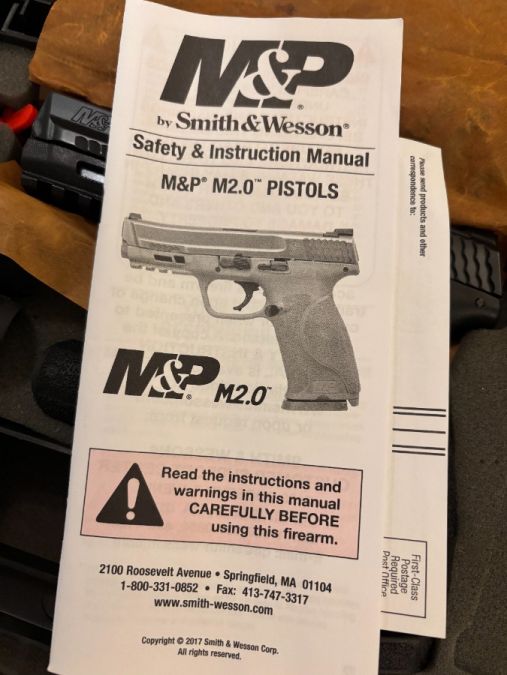 M&P®
by Smith & Wesson®
Safety & Instruction Manual
M&P® M2.0™ PISTOLS
M&P® M2.0™
Read the instructions and
warnings in this manual
CAREFULLY BEFORE
using this firearm.
2100 Roosevelt Avenue • Springfield, MA 01104
1-800-331-0852 • Fax: 413-747-3317
www.smith-wesson.com
Copyright © 2017 Smith & Wesson Corp.
All rights reserved.
Please send products and other
correspondence to:
First-Class
Postage
Required
Post Office
M&P